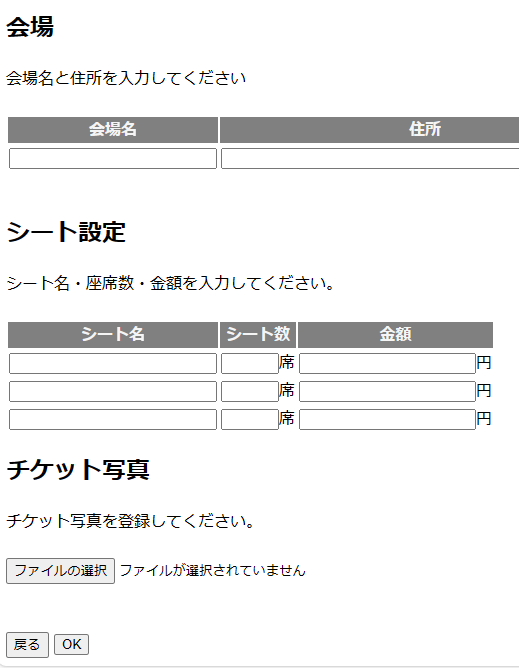 会場
会場名と住所を入力してください
会場名 住所
シート設定
シート名・座席数・金額を入力してください。
シート名 シート数 金額
席 円
席 円
席 円
チケット写真
チケット写真を登録してください。
ファイルの選択 ファイルが選択されていません
戻る OK